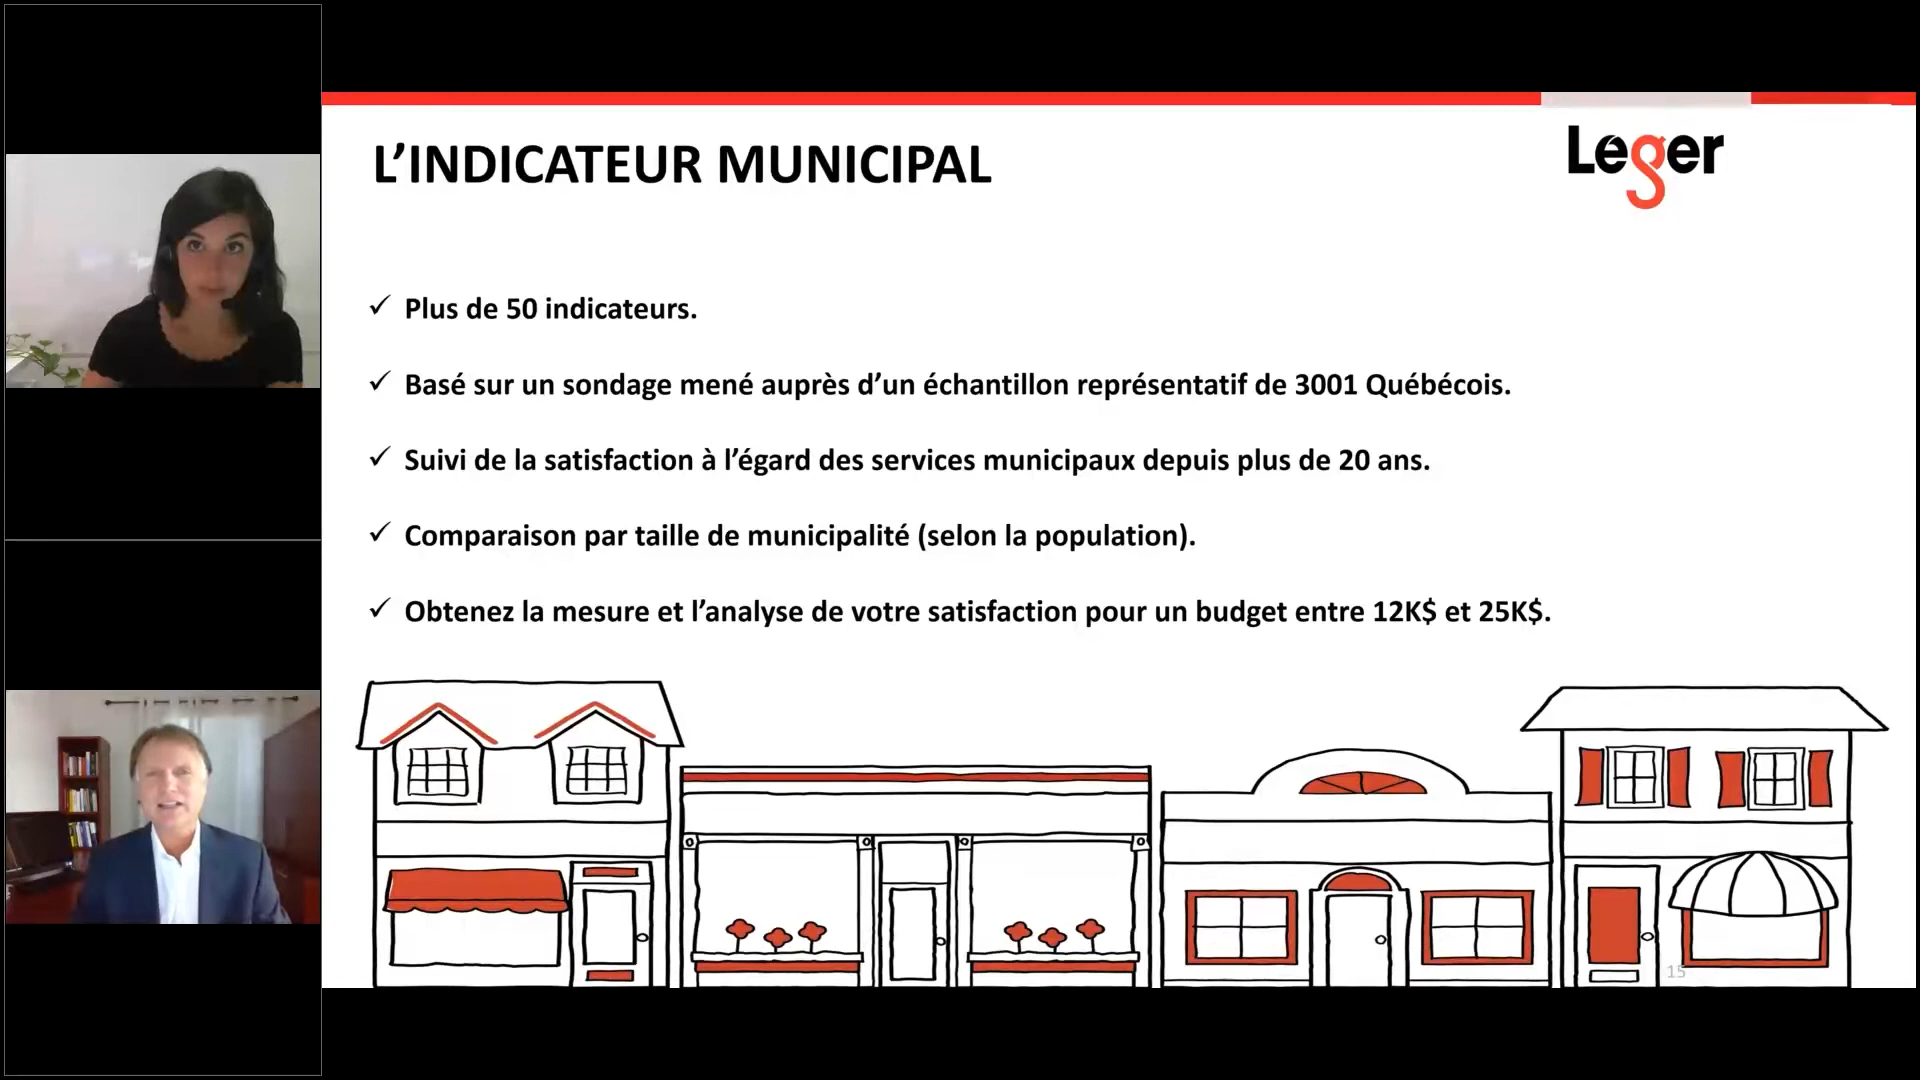 L’INDICATEUR MUNICIPAL
Leger
✓ Plus de 50 indicateurs.
✓ Basé sur un sondage mené auprès d’un échantillon représentatif de 3001 Québécois.
✓ Suivi de la satisfaction à l’égard des services municipaux depuis plus de 20 ans.
✓ Comparaison par taille de municipalité (selon la population).
✓ Obtenez la mesure et l’analyse de votre satisfaction pour un budget entre 12K$ et 25K$.
15